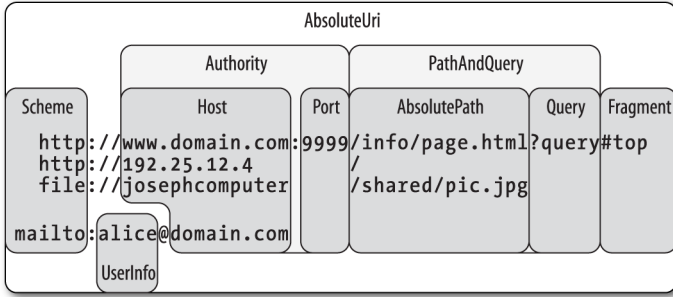 AbsoluteUri
Authority PathAndQuery
Scheme Host Port AbsolutePath Query Fragment
http://www.domain.com:9999/info/page.html?query#top
http://192.25.12.4 /
file://josephcomputer /shared/pic.jpg
mailto:alice@domain.com
UserInfo